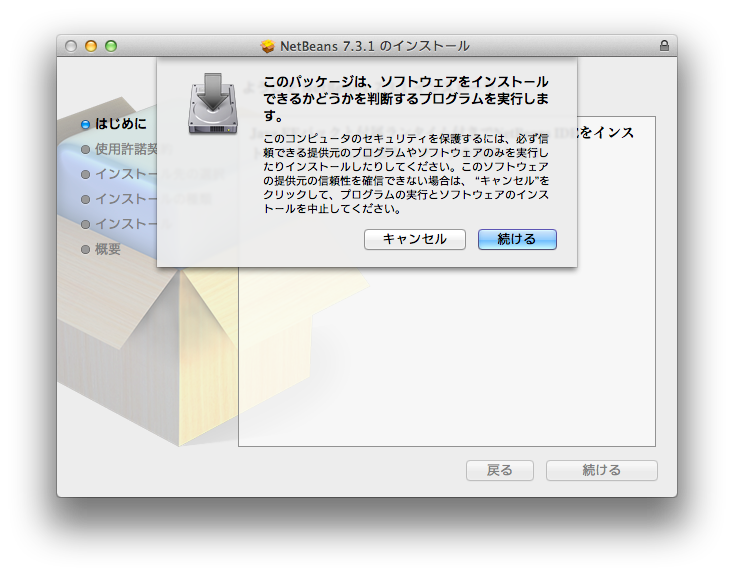 NetBeans 7.3.1 のインストール
このパッケージは、ソフトウェアをインストール
できるかどうかを判断するプログラムを実行しま
す。
このコンピュータのセキュリティを保護するには、必ず信
頼できる提供元のプログラムやソフトウェアのみを実行し
たりインストールしたりしてください。このソフトウェア
の提供元の信頼性を確信できない場合は、“キャンセル”を
クリックして、プログラムの実行とソフトウェアのインス
トールを中止してください。
キャンセル
続ける
はじめに
使用許諾契
インストール
インストール
インストール
概要
をインス
戻る
続ける